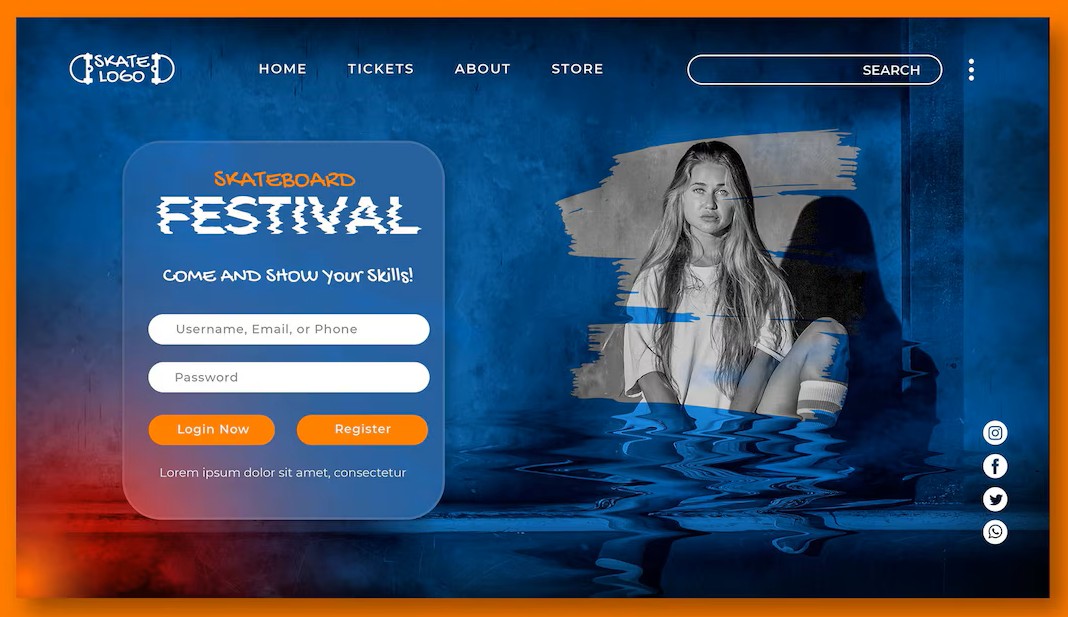 SKATE
LOGO
HOME TICKETS ABOUT STORE SEARCH
SKATEBOARD
FESTIVAL
COME AND SHOW Your Skills!
Username, Email, or Phone
Password
Login Now Register
Lorem ipsum dolor sit amet, consectetur